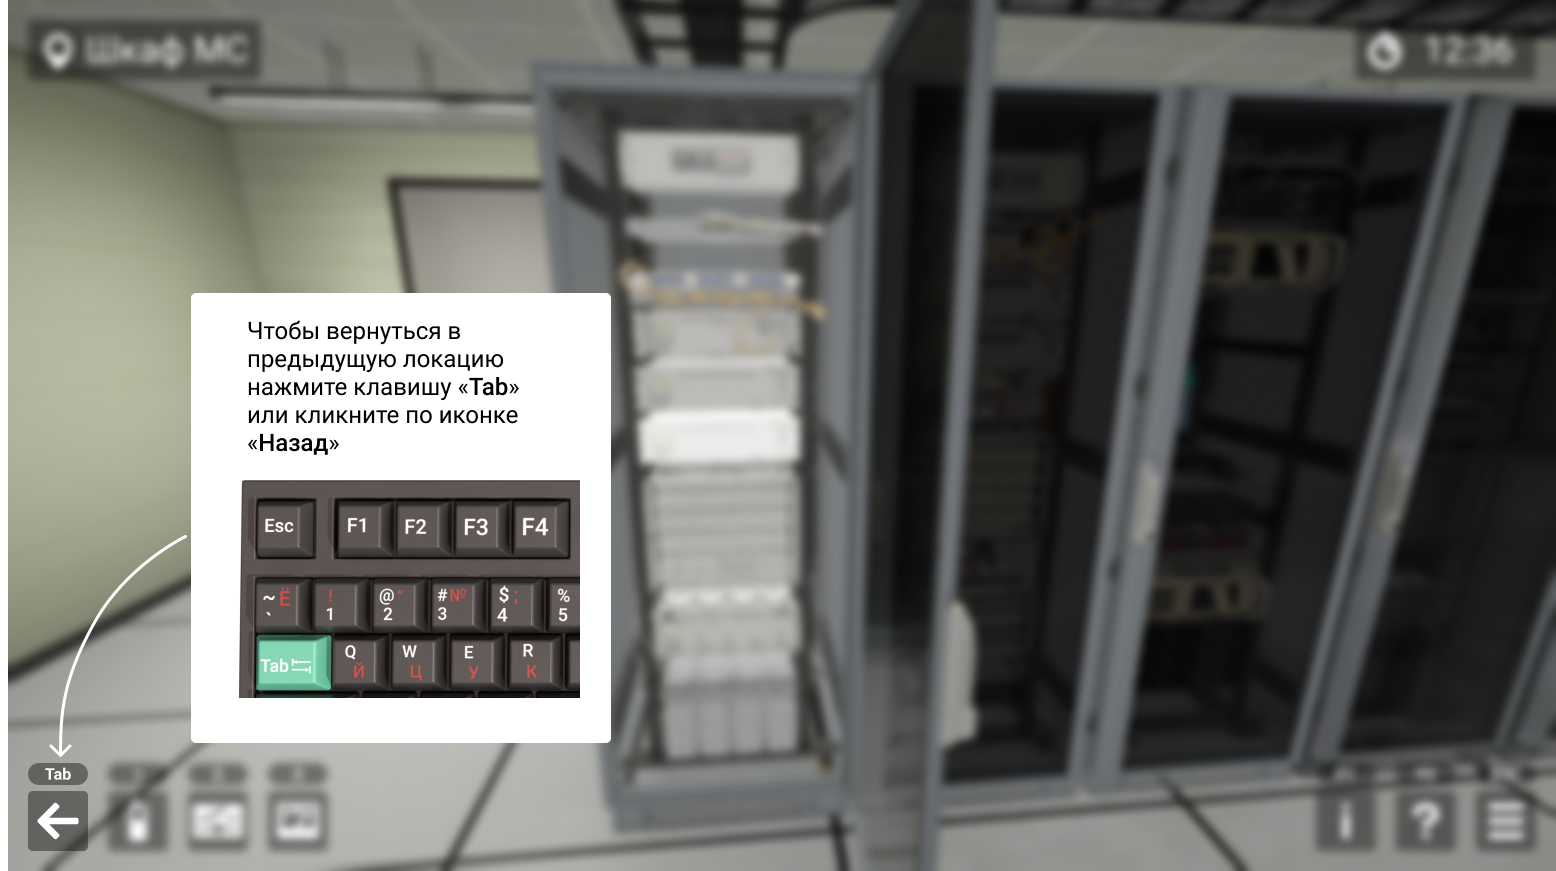 Шкаф МС
12:36
Чтобы вернуться в
предыдущую локацию
нажмите клавишу «Tab»
или кликните по иконке
«Назад»
Esc F1 F2 F3 F4
~ Ё ! @ " # № $ ; %
` 1 2 3 4 5
Tab Q W E R
Й Ц У К
Tab
i ?